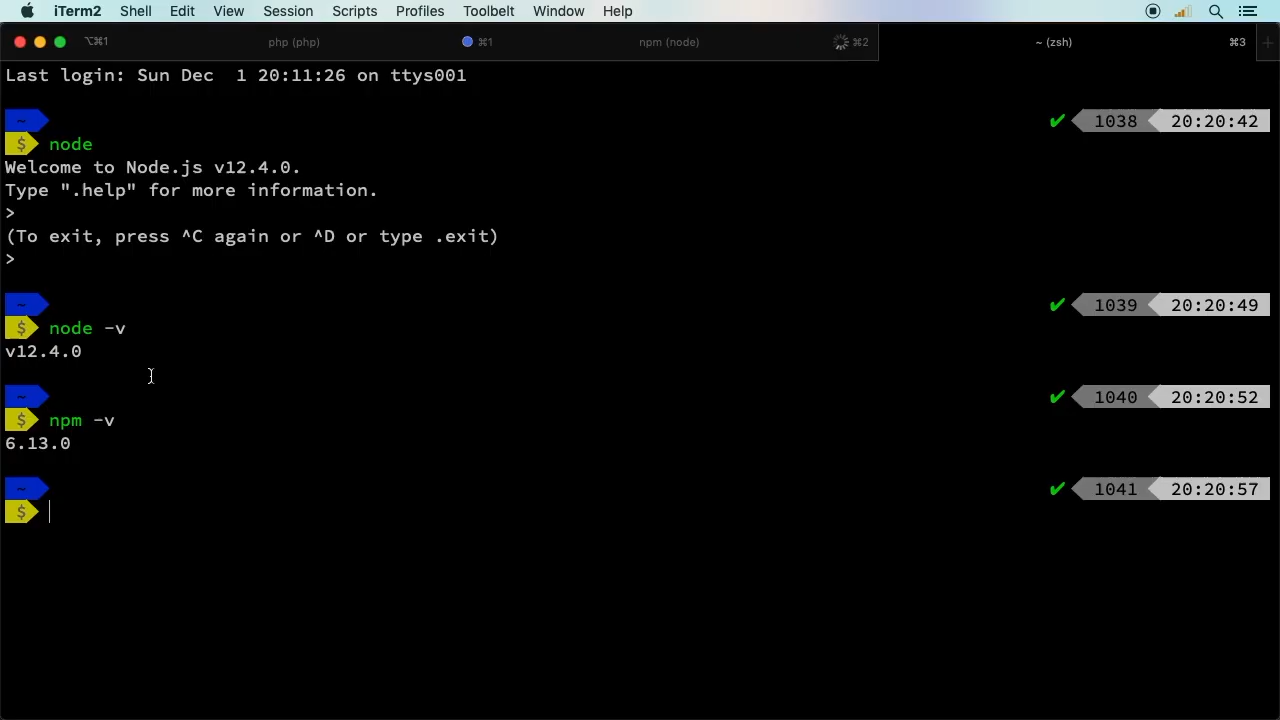 iTerm2 Shell Edit View Session Scripts Profiles Toolbelt Window Help
⌥⌘1 php (php) ⌘1 npm (node) ⌘2 ~ (zsh) ⌘3 +
Last login: Sun Dec  1 20:11:26 on ttys001
~ ✔ 1038 20:20:42
$ node
Welcome to Node.js v12.4.0.
Type ".help" for more information.
>
(To exit, press ^C again or ^D or type .exit)
>
~ ✔ 1039 20:20:49
$ node -v
v12.4.0
~ ✔ 1040 20:20:52
$ npm -v
6.13.0
~ ✔ 1041 20:20:57
$